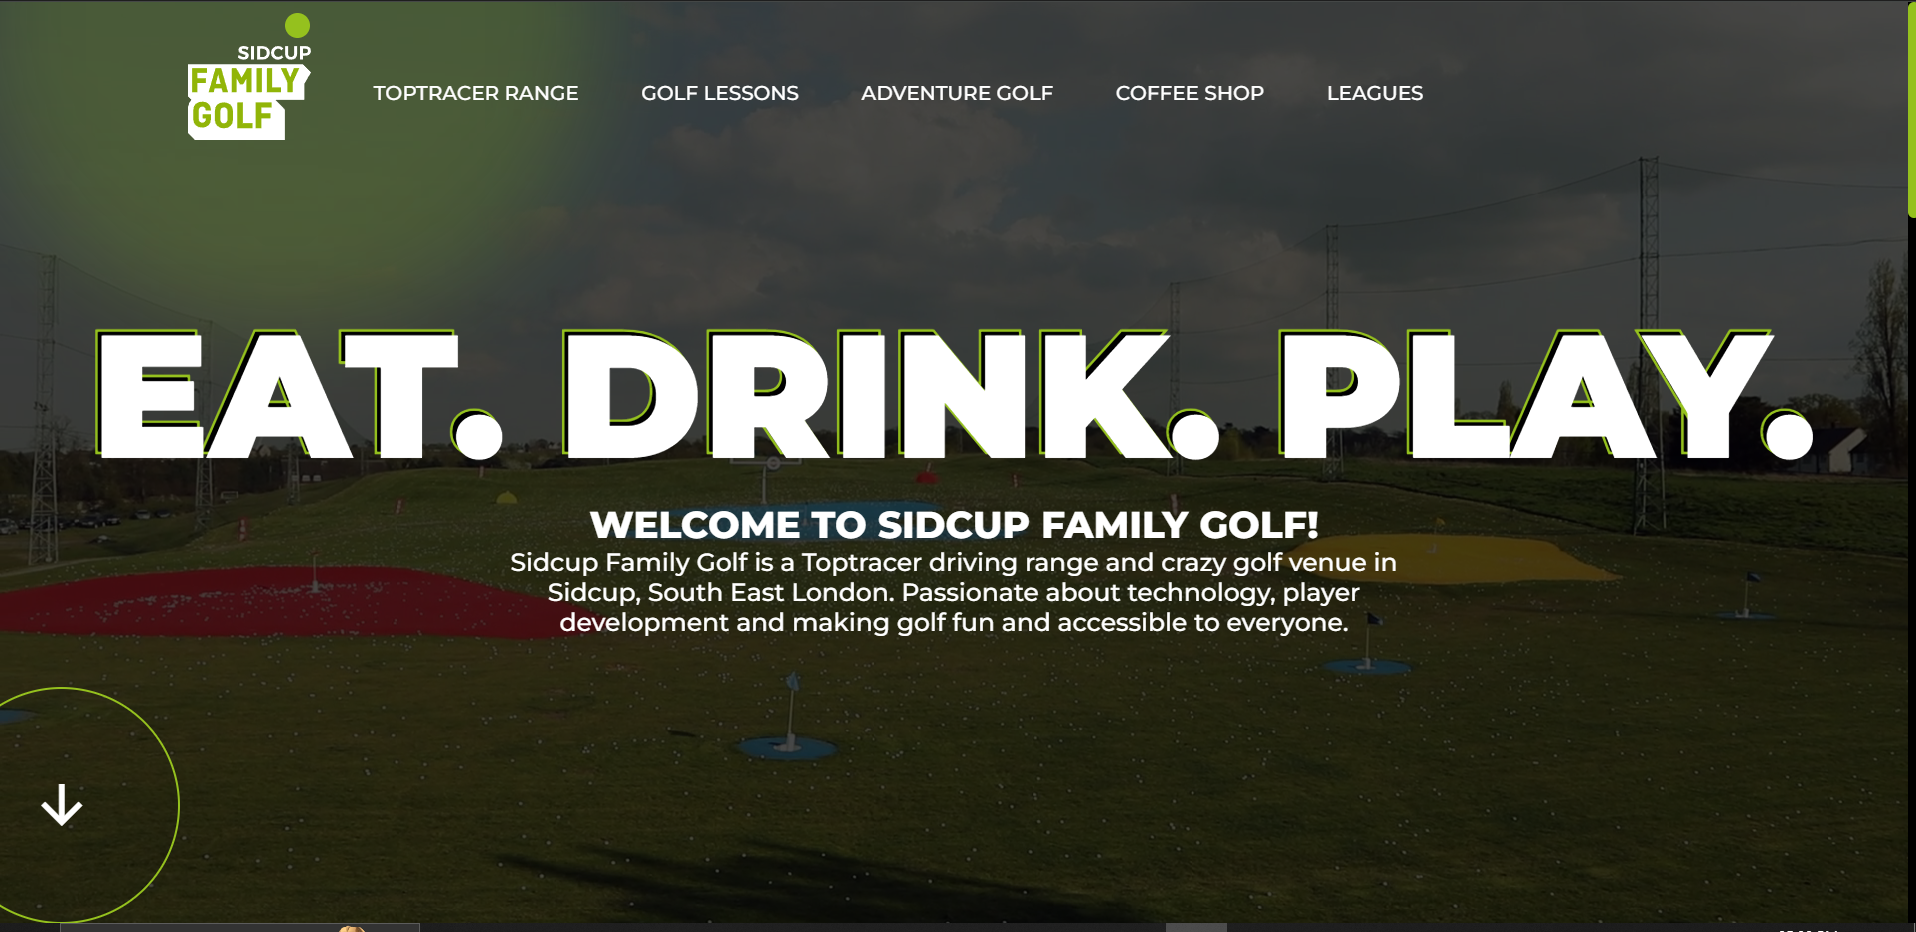 SIDCUP
FAMILY
GOLF
TOPTRACER RANGE
GOLF LESSONS
ADVENTURE GOLF
COFFEE SHOP
LEAGUES
EAT. DRINK. PLAY.
WELCOME TO SIDCUP FAMILY GOLF!
Sidcup Family Golf is a Toptracer driving range and crazy golf venue in
Sidcup, South East London. Passionate about technology, player
development and making golf fun and accessible to everyone.